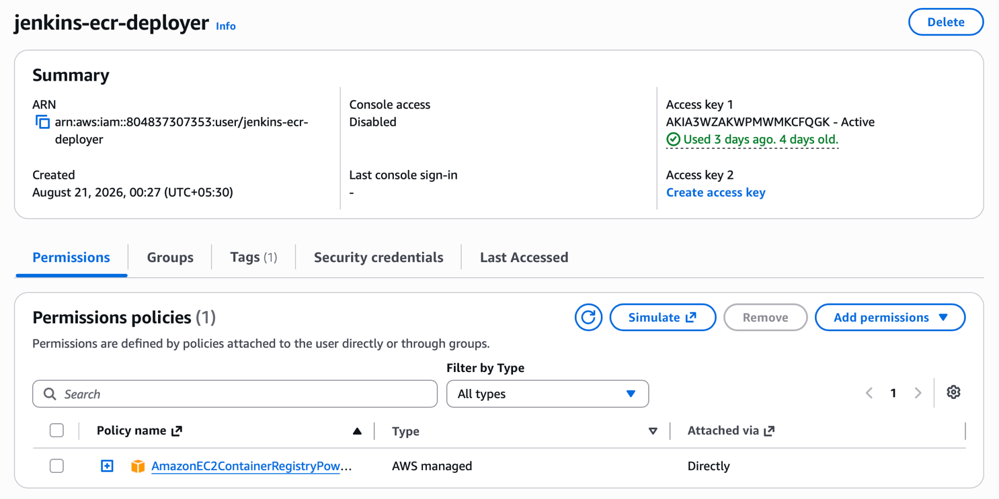 jenkins-ecr-deployer Info
Delete
Summary
ARN
arn:aws:iam::804837307353:user/jenkins-ecr-
deployer
Created
August 21, 2026, 00:27 (UTC+05:30)
Console access
Disabled
Last console sign-in
-
Access key 1
AKIA3WZAKWPMWMKCFQGK - Active
Used 3 days ago. 4 days old.
Access key 2
Create access key
Permissions
Groups
Tags (1)
Security credentials
Last Accessed
Permissions policies (1)
Simulate
Remove
Add permissions
Permissions are defined by policies attached to the user directly or through groups.
Filter by Type
Search
All types
1
Policy name
Type
Attached via
AmazonEC2ContainerRegistryPow...
AWS managed
Directly